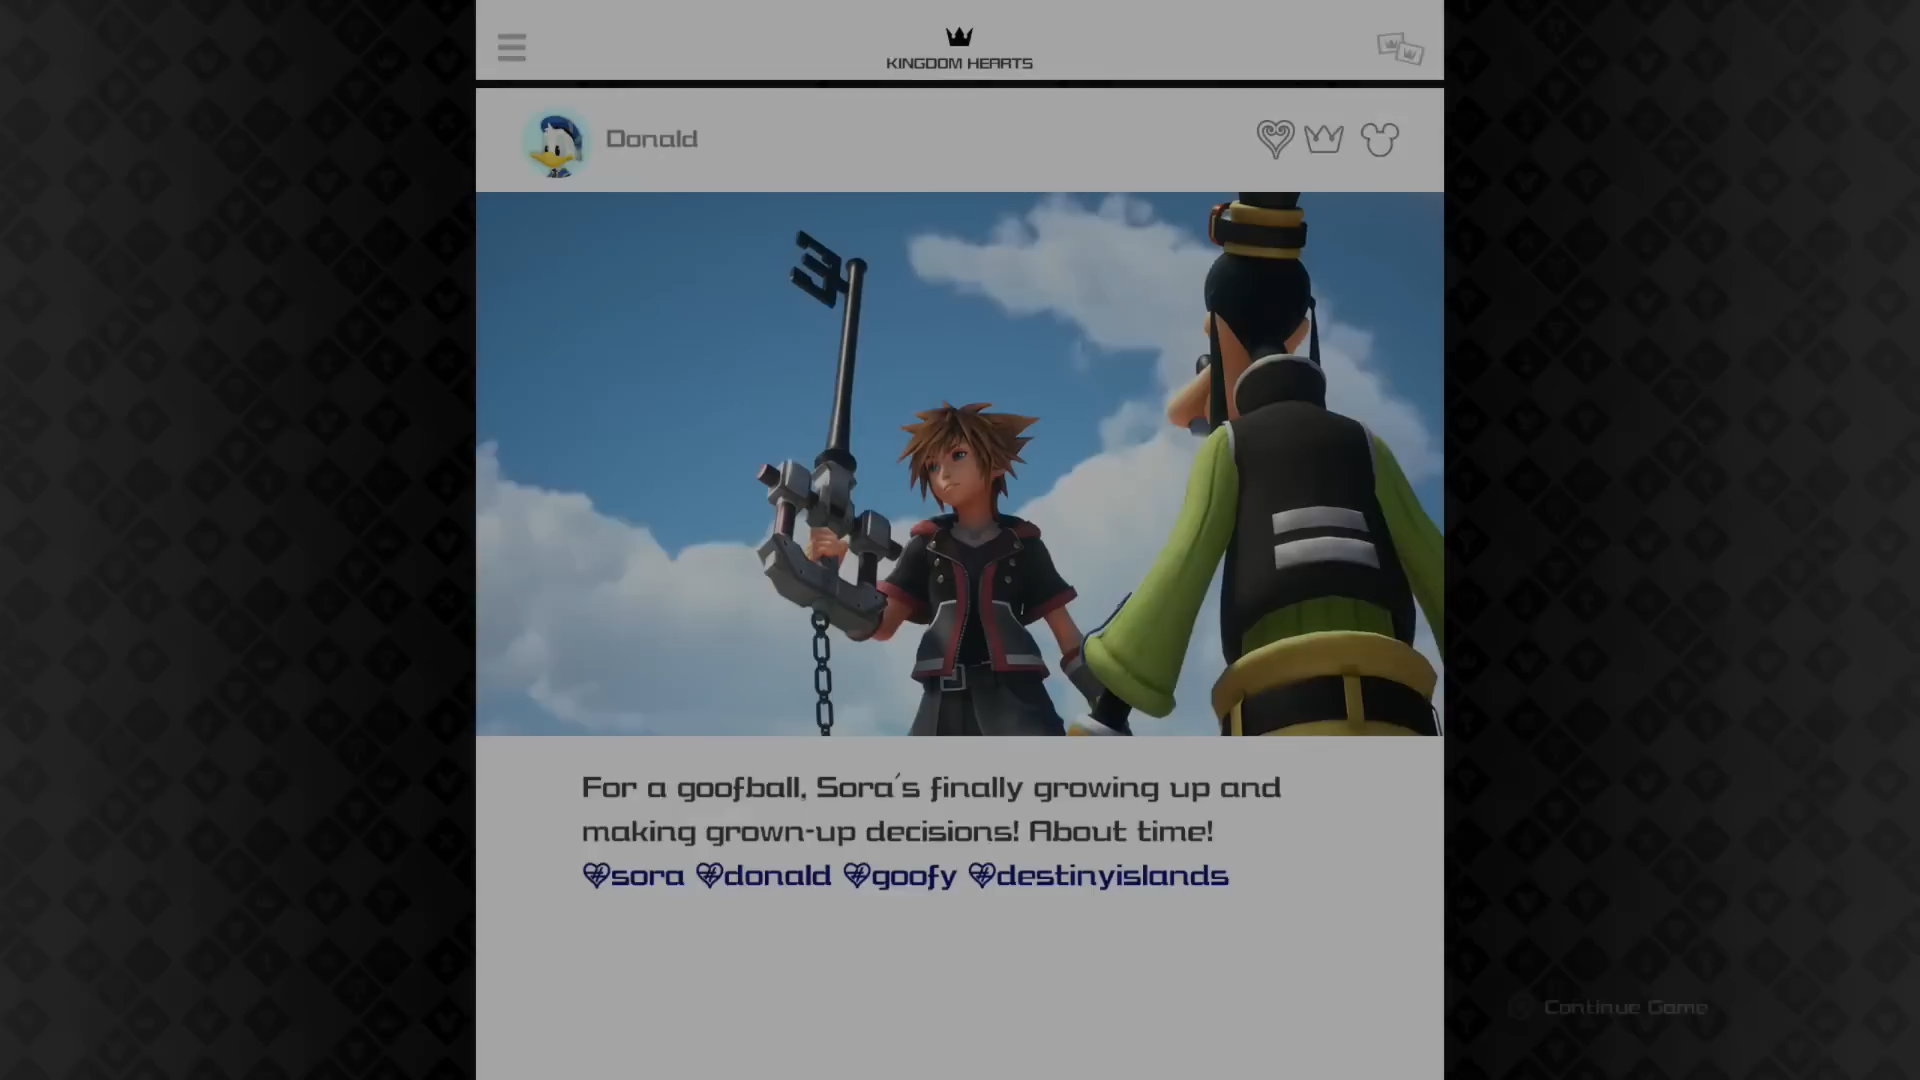 KINGDOM HEARTS
Donald
For a goofball, Sora's finally growing up and
making grown-up decisions! About time!
#sora #donald #goofy #destinyislands
Continue Game